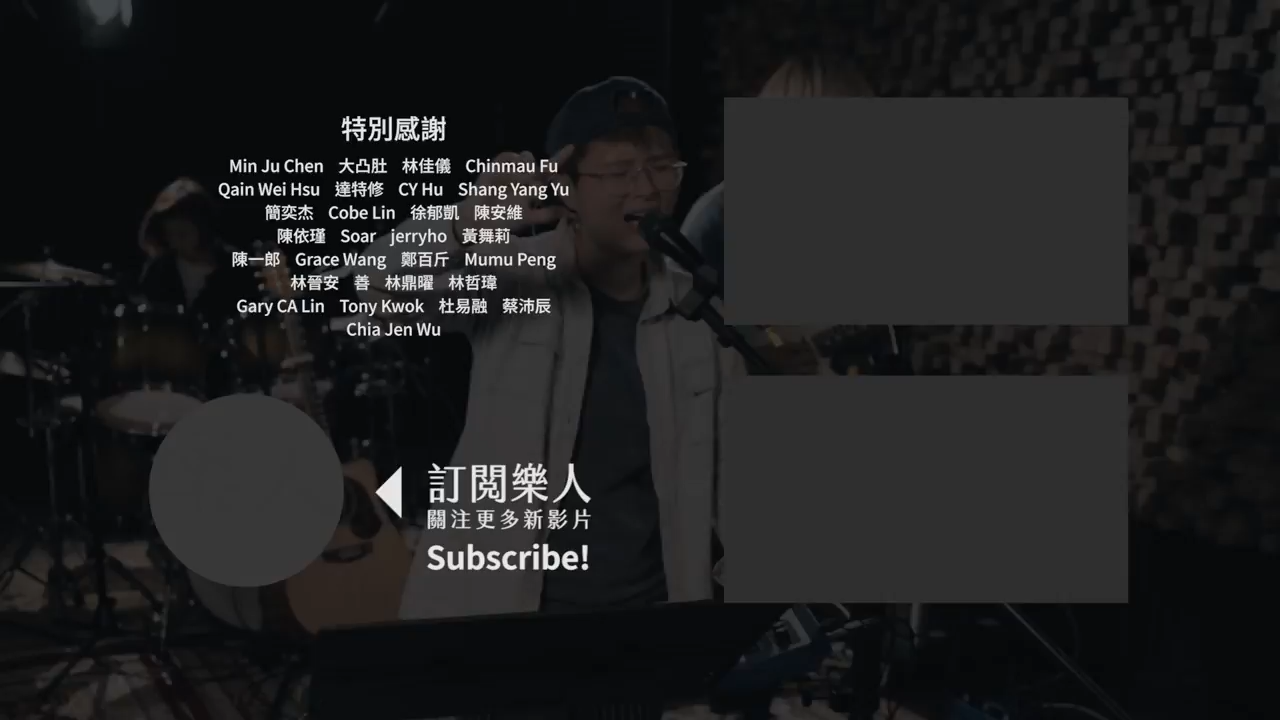 特別感謝
Min Ju Chen 大凸肚 林佳儀 Chinmau Fu
Qain Wei Hsu 達特修 CY Hu Shang Yang Yu
簡奕杰 Cobe Lin 徐郁凱 陳安維
陳依瑾 Soar jerryho 黃舞莉
陳一郎 Grace Wang 鄭百斤 Mumu Peng
林晉安 善 林鼎曜 林哲瑋
Gary CA Lin Tony Kwok 杜易融 蔡沛辰
Chia Jen Wu
訂閱樂人
關注更多新影片
Subscribe!